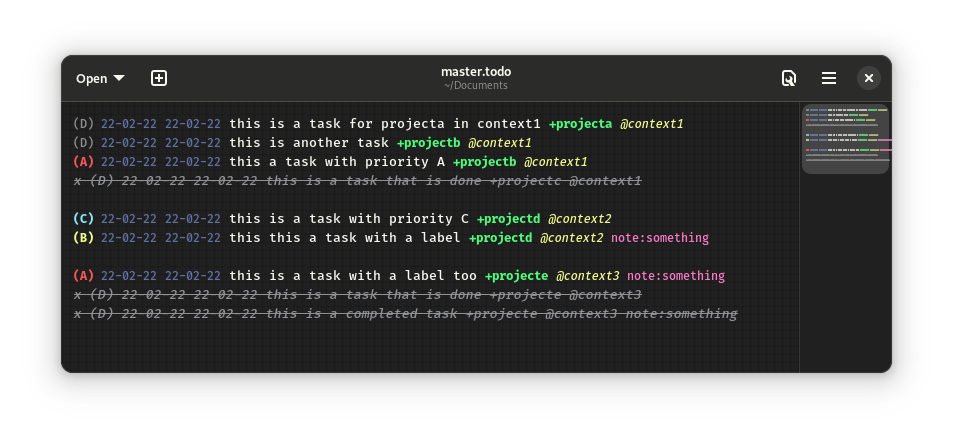 Open
master.todo
~/Documents
(D) 22-02-22 22-02-22 this is a task for projecta in context1 +projecta @context1
(D) 22-02-22 22-02-22 this is another task +projectb @context1
(A) 22-02-22 22-02-22 this a task with priority A +projectb @context1
x (D) 22-02-22 22-02-22 this is a task that is done +projectc @context1
(C) 22-02-22 22-02-22 this is a task with priority C +projectd @context2
(B) 22-02-22 22-02-22 this this a task with a label +projectd @context2 note:something
(A) 22-02-22 22-02-22 this is a task with a label too +projecte @context3 note:something
x (D) 22-02-22 22-02-22 this is a task that is done +projecte @context3
x (D) 22-02-22 22-02-22 this is a completed task +projecte @context3 note:something